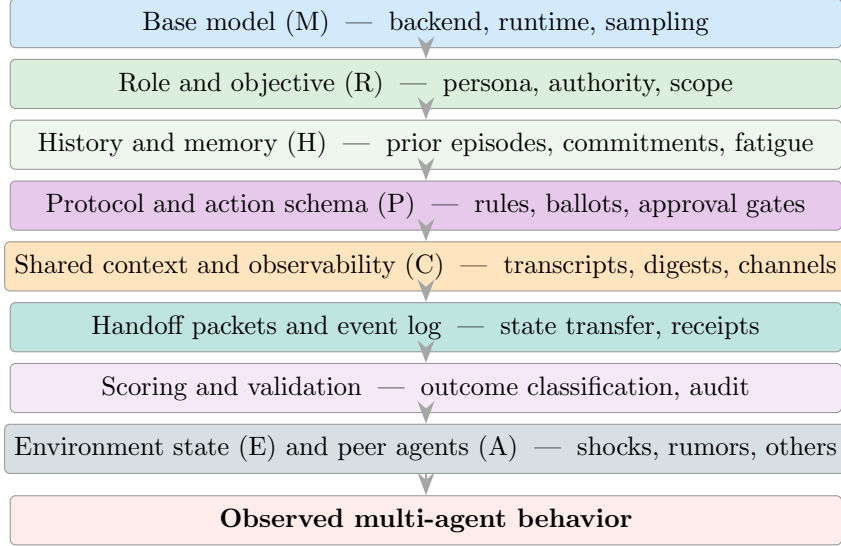 Base model (M) — backend, runtime, sampling
Role and objective (R) — persona, authority, scope
History and memory (H) — prior episodes, commitments, fatigue
Protocol and action schema (P) — rules, ballots, approval gates
Shared context and observability (C) — transcripts, digests, channels
Handoff packets and event log — state transfer, receipts
Scoring and validation — outcome classification, audit
Environment state (E) and peer agents (A) — shocks, rumors, others
Observed multi-agent behavior